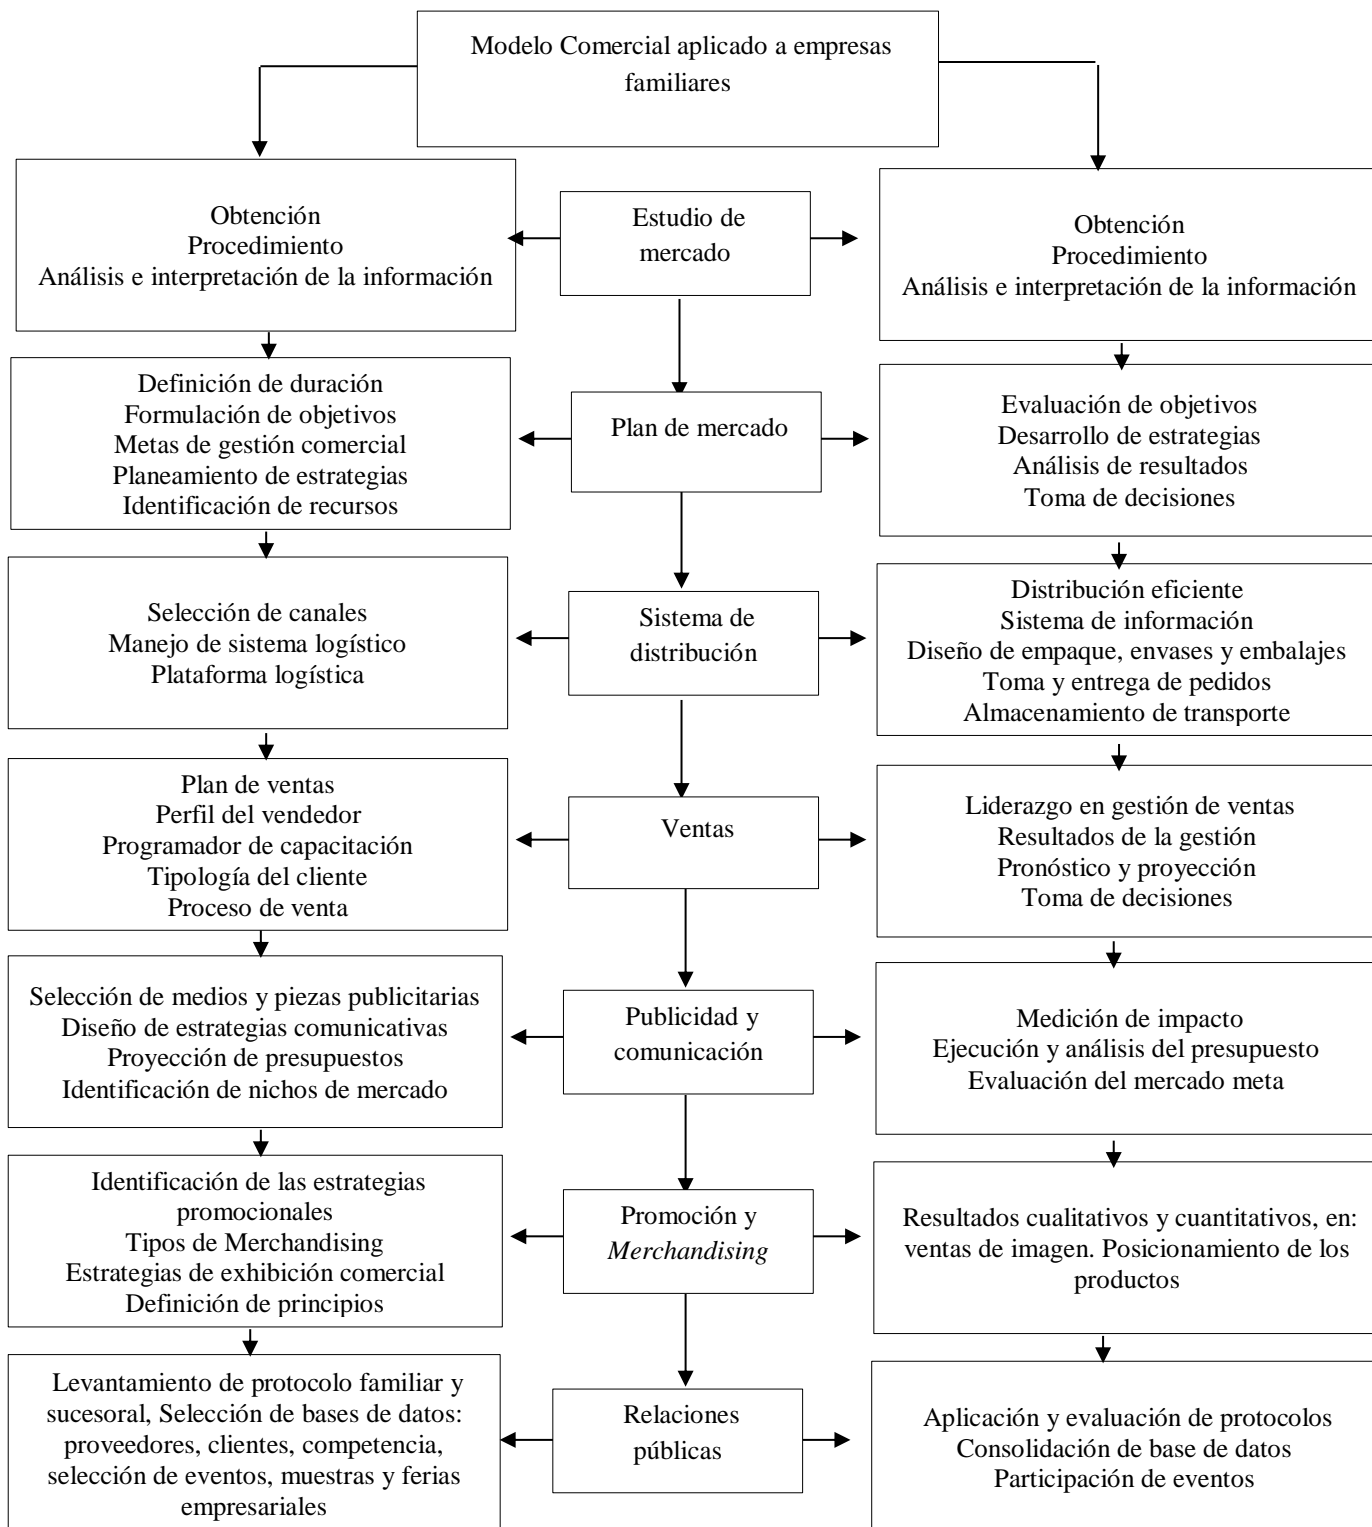 Modelo Comercial aplicado a empresas
familiares
Obtención
Procedimiento
Análisis e interpretación de la información
Estudio de
mercado
Obtención
Procedimiento
Análisis e interpretación de la información
Definición de duración
Formulación de objetivos
Metas de gestión comercial
Planeamiento de estrategias
Identificación de recursos
Plan de mercado
Evaluación de objetivos
Desarrollo de estrategias
Análisis de resultados
Toma de decisiones
Selección de canales
Manejo de sistema logístico
Plataforma logística
Sistema de
distribución
Distribución eficiente
Sistema de información
Diseño de empaque, envases y embalajes
Toma y entrega de pedidos
Almacenamiento de transporte
Plan de ventas
Perfil del vendedor
Programador de capacitación
Tipología del cliente
Proceso de venta
Ventas
Liderazgo en gestión de ventas
Resultados de la gestión
Pronóstico y proyección
Toma de decisiones
Selección de medios y piezas publicitarias
Diseño de estrategias comunicativas
Proyección de presupuestos
Identificación de nichos de mercado
Publicidad y
comunicación
Medición de impacto
Ejecución y análisis del presupuesto
Evaluación del mercado meta
Identificación de las estrategias
promocionales
Tipos de Merchandising
Estrategias de exhibición comercial
Definición de principios
Promoción y
Merchandising
Resultados cualitativos y cuantitativos, en:
ventas de imagen. Posicionamiento de los
productos
Levantamiento de protocolo familiar y
sucesoral, Selección de bases de datos:
proveedores, clientes, competencia,
selección de eventos, muestras y ferias
empresariales
Relaciones
públicas
Aplicación y evaluación de protocolos
Consolidación de base de datos
Participación de eventos